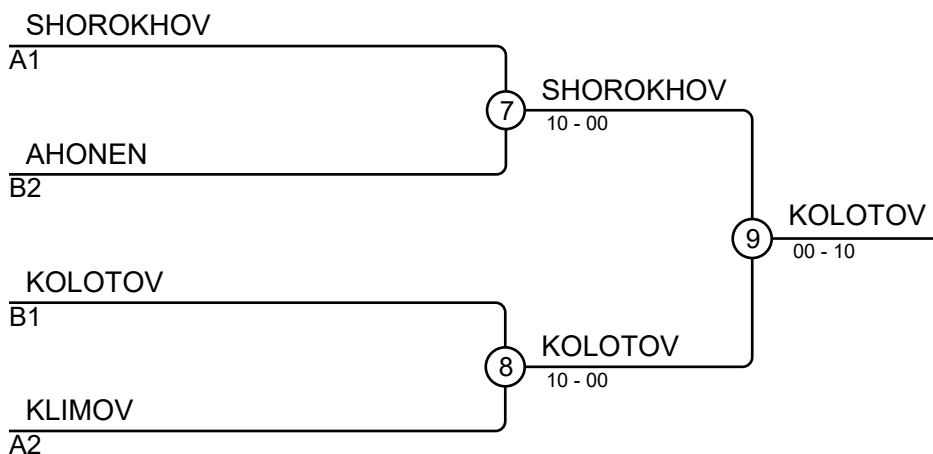 SHOROKHOV
A1
7
SHOROKHOV
10 - 00
AHONEN
B2
9
KOLOTOV
00 - 10
KOLOTOV
B1
8
KOLOTOV
10 - 00
KLIMOV
A2